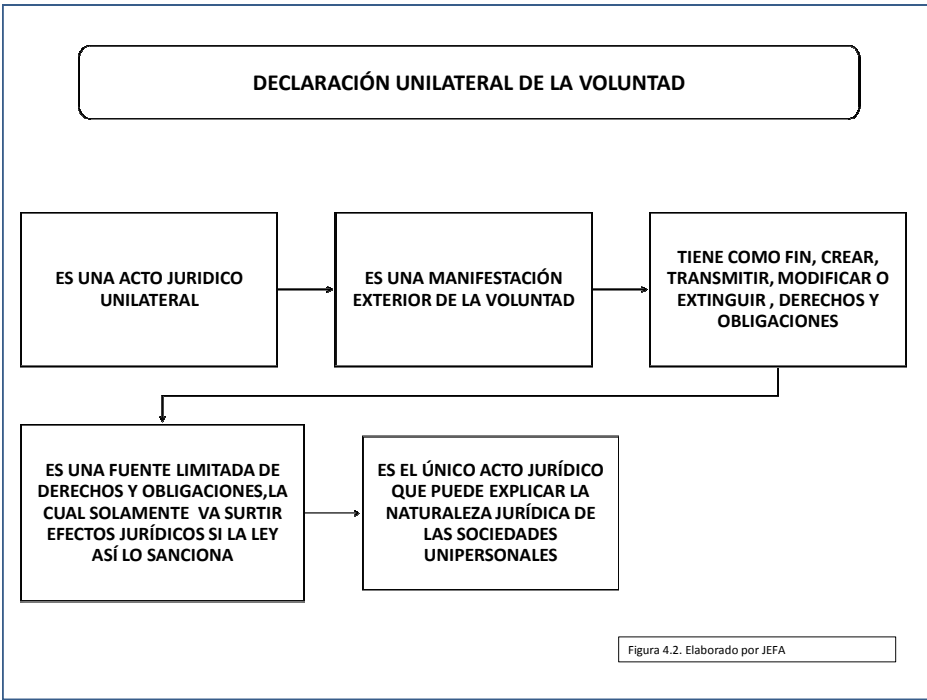 DECLARACIÓN UNILATERAL DE LA VOLUNTAD
ES UNA ACTO JURIDICO
UNILATERAL
ES UNA MANIFESTACIÓN
EXTERIOR DE LA VOLUNTAD
TIENE COMO FIN, CREAR,
TRANSMITIR, MODIFICAR O
EXTINGUIR , DERECHOS Y
OBLIGACIONES
ES UNA FUENTE LIMITADA DE
DERECHOS Y OBLIGACIONES,LA
CUAL SOLAMENTE  VA SURTIR
EFECTOS JURÍDICOS SI LA LEY
ASÍ LO SANCIONA
ES EL ÚNICO ACTO JURÍDICO
QUE PUEDE EXPLICAR LA
NATURALEZA JURÍDICA DE
LAS SOCIEDADES
UNIPERSONALES
Figura 4.2. Elaborado por JEFA